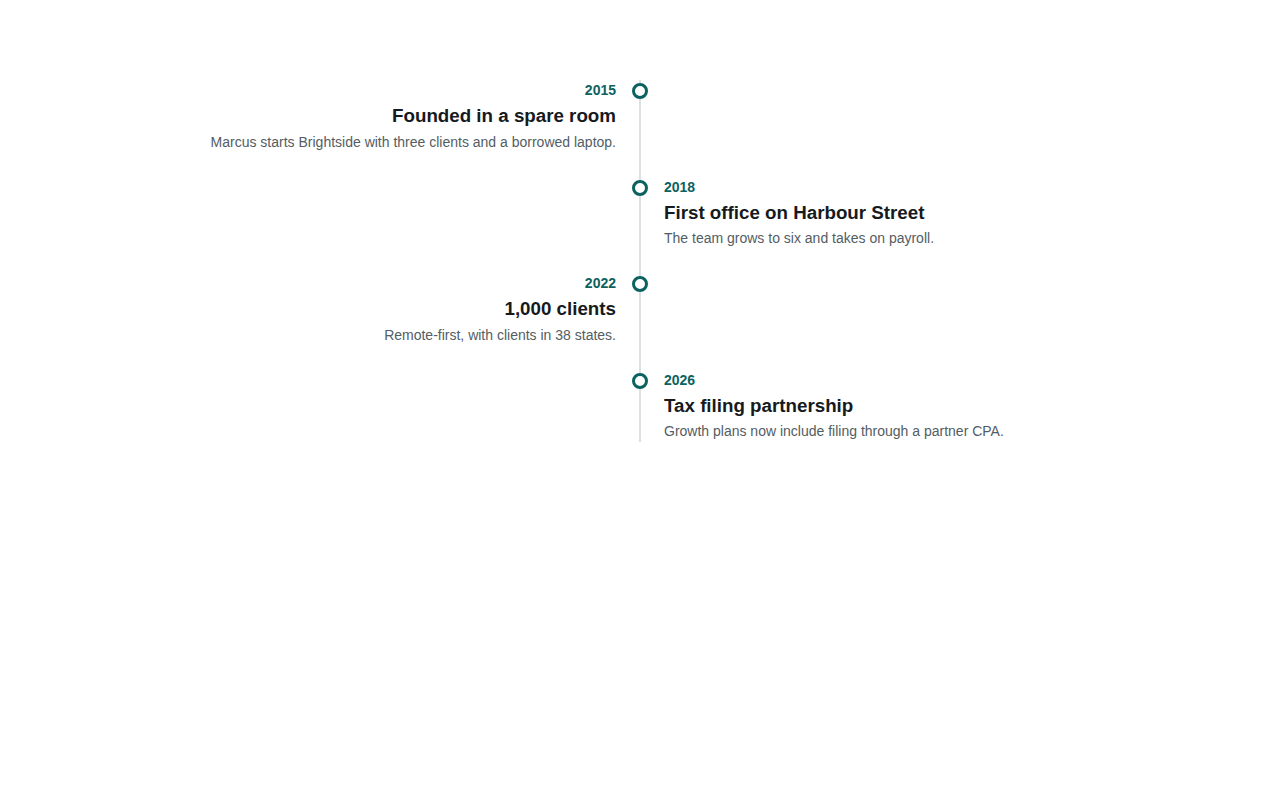 2015
Founded in a spare room
Marcus starts Brightside with three clients and a borrowed laptop.
2018
First office on Harbour Street
The team grows to six and takes on payroll.
2022
1,000 clients
Remote-first, with clients in 38 states.
2026
Tax filing partnership
Growth plans now include filing through a partner CPA.